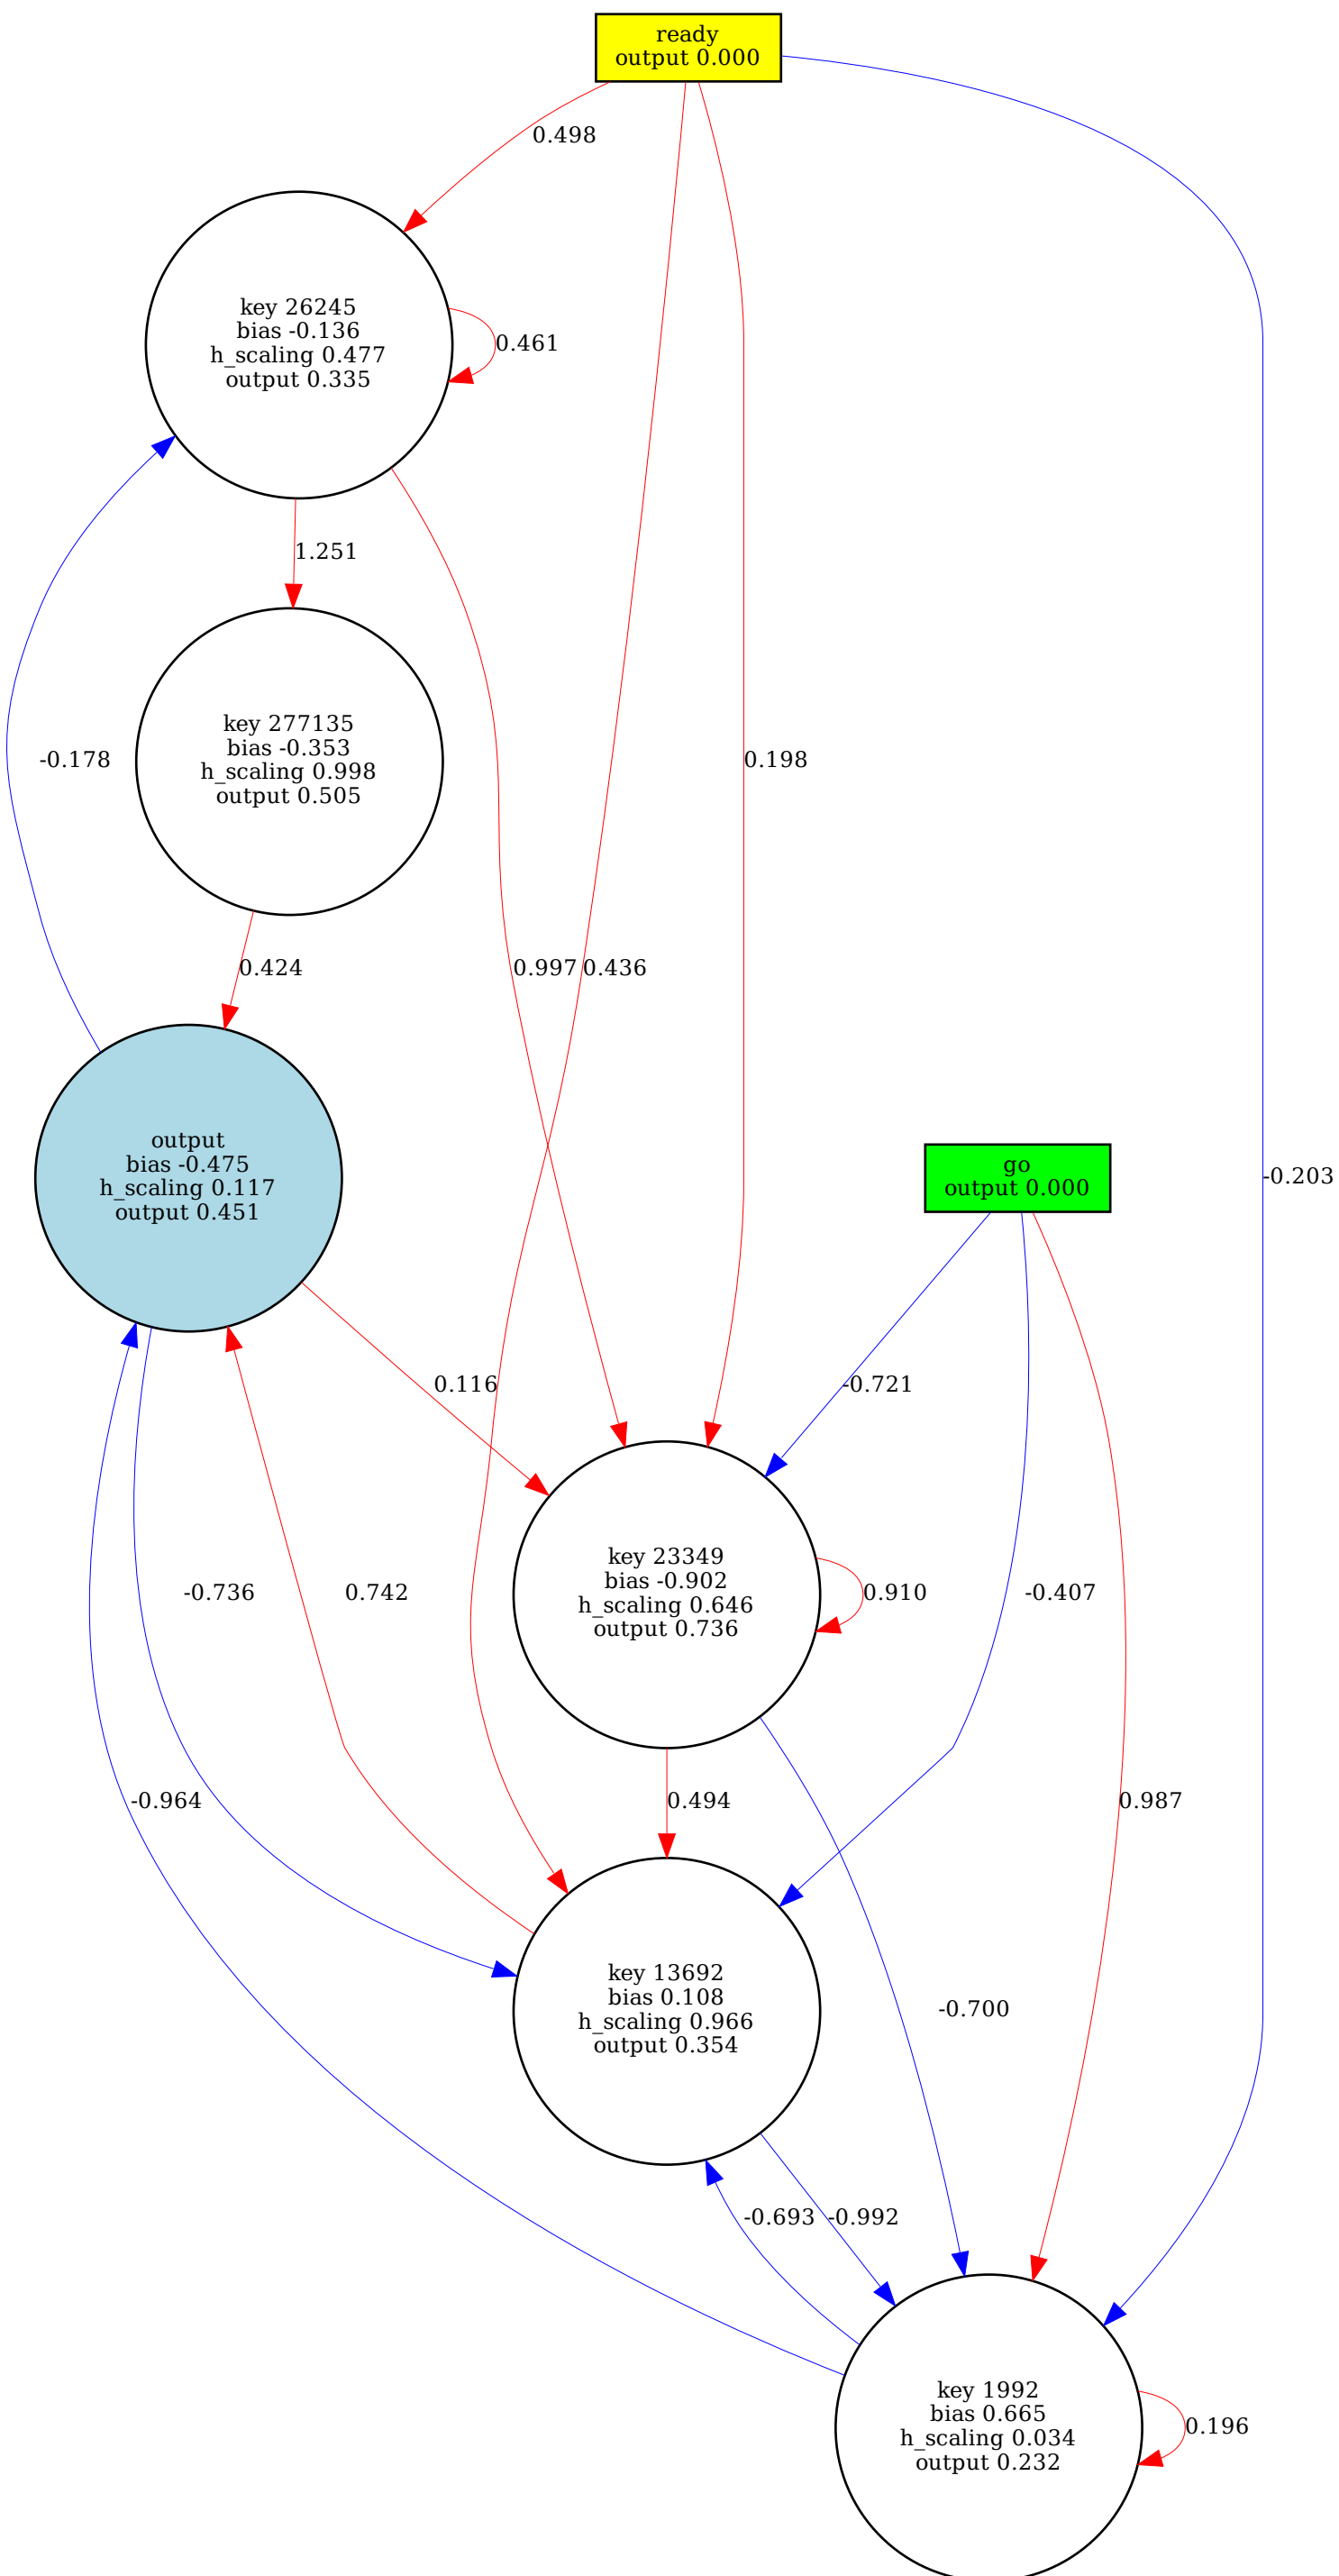 ready
output 0.000
0.498
key 26245
bias -0.136
h_scaling 0.477
output 0.335
0.461
1.251
key 277135
bias -0.353
h_scaling 0.998
output 0.505
-0.178
0.198
0.424
0.997
0.436
output
bias -0.475
h_scaling 0.117
output 0.451
go
output 0.000
-0.203
0.116
-0.721
key 23349
bias -0.902
h_scaling 0.646
output 0.736
-0.736
0.742
0.910
-0.407
-0.964
0.494
0.987
key 13692
bias 0.108
h_scaling 0.966
output 0.354
-0.700
-0.693
-0.992
key 1992
bias 0.665
h_scaling 0.034
output 0.232
0.196